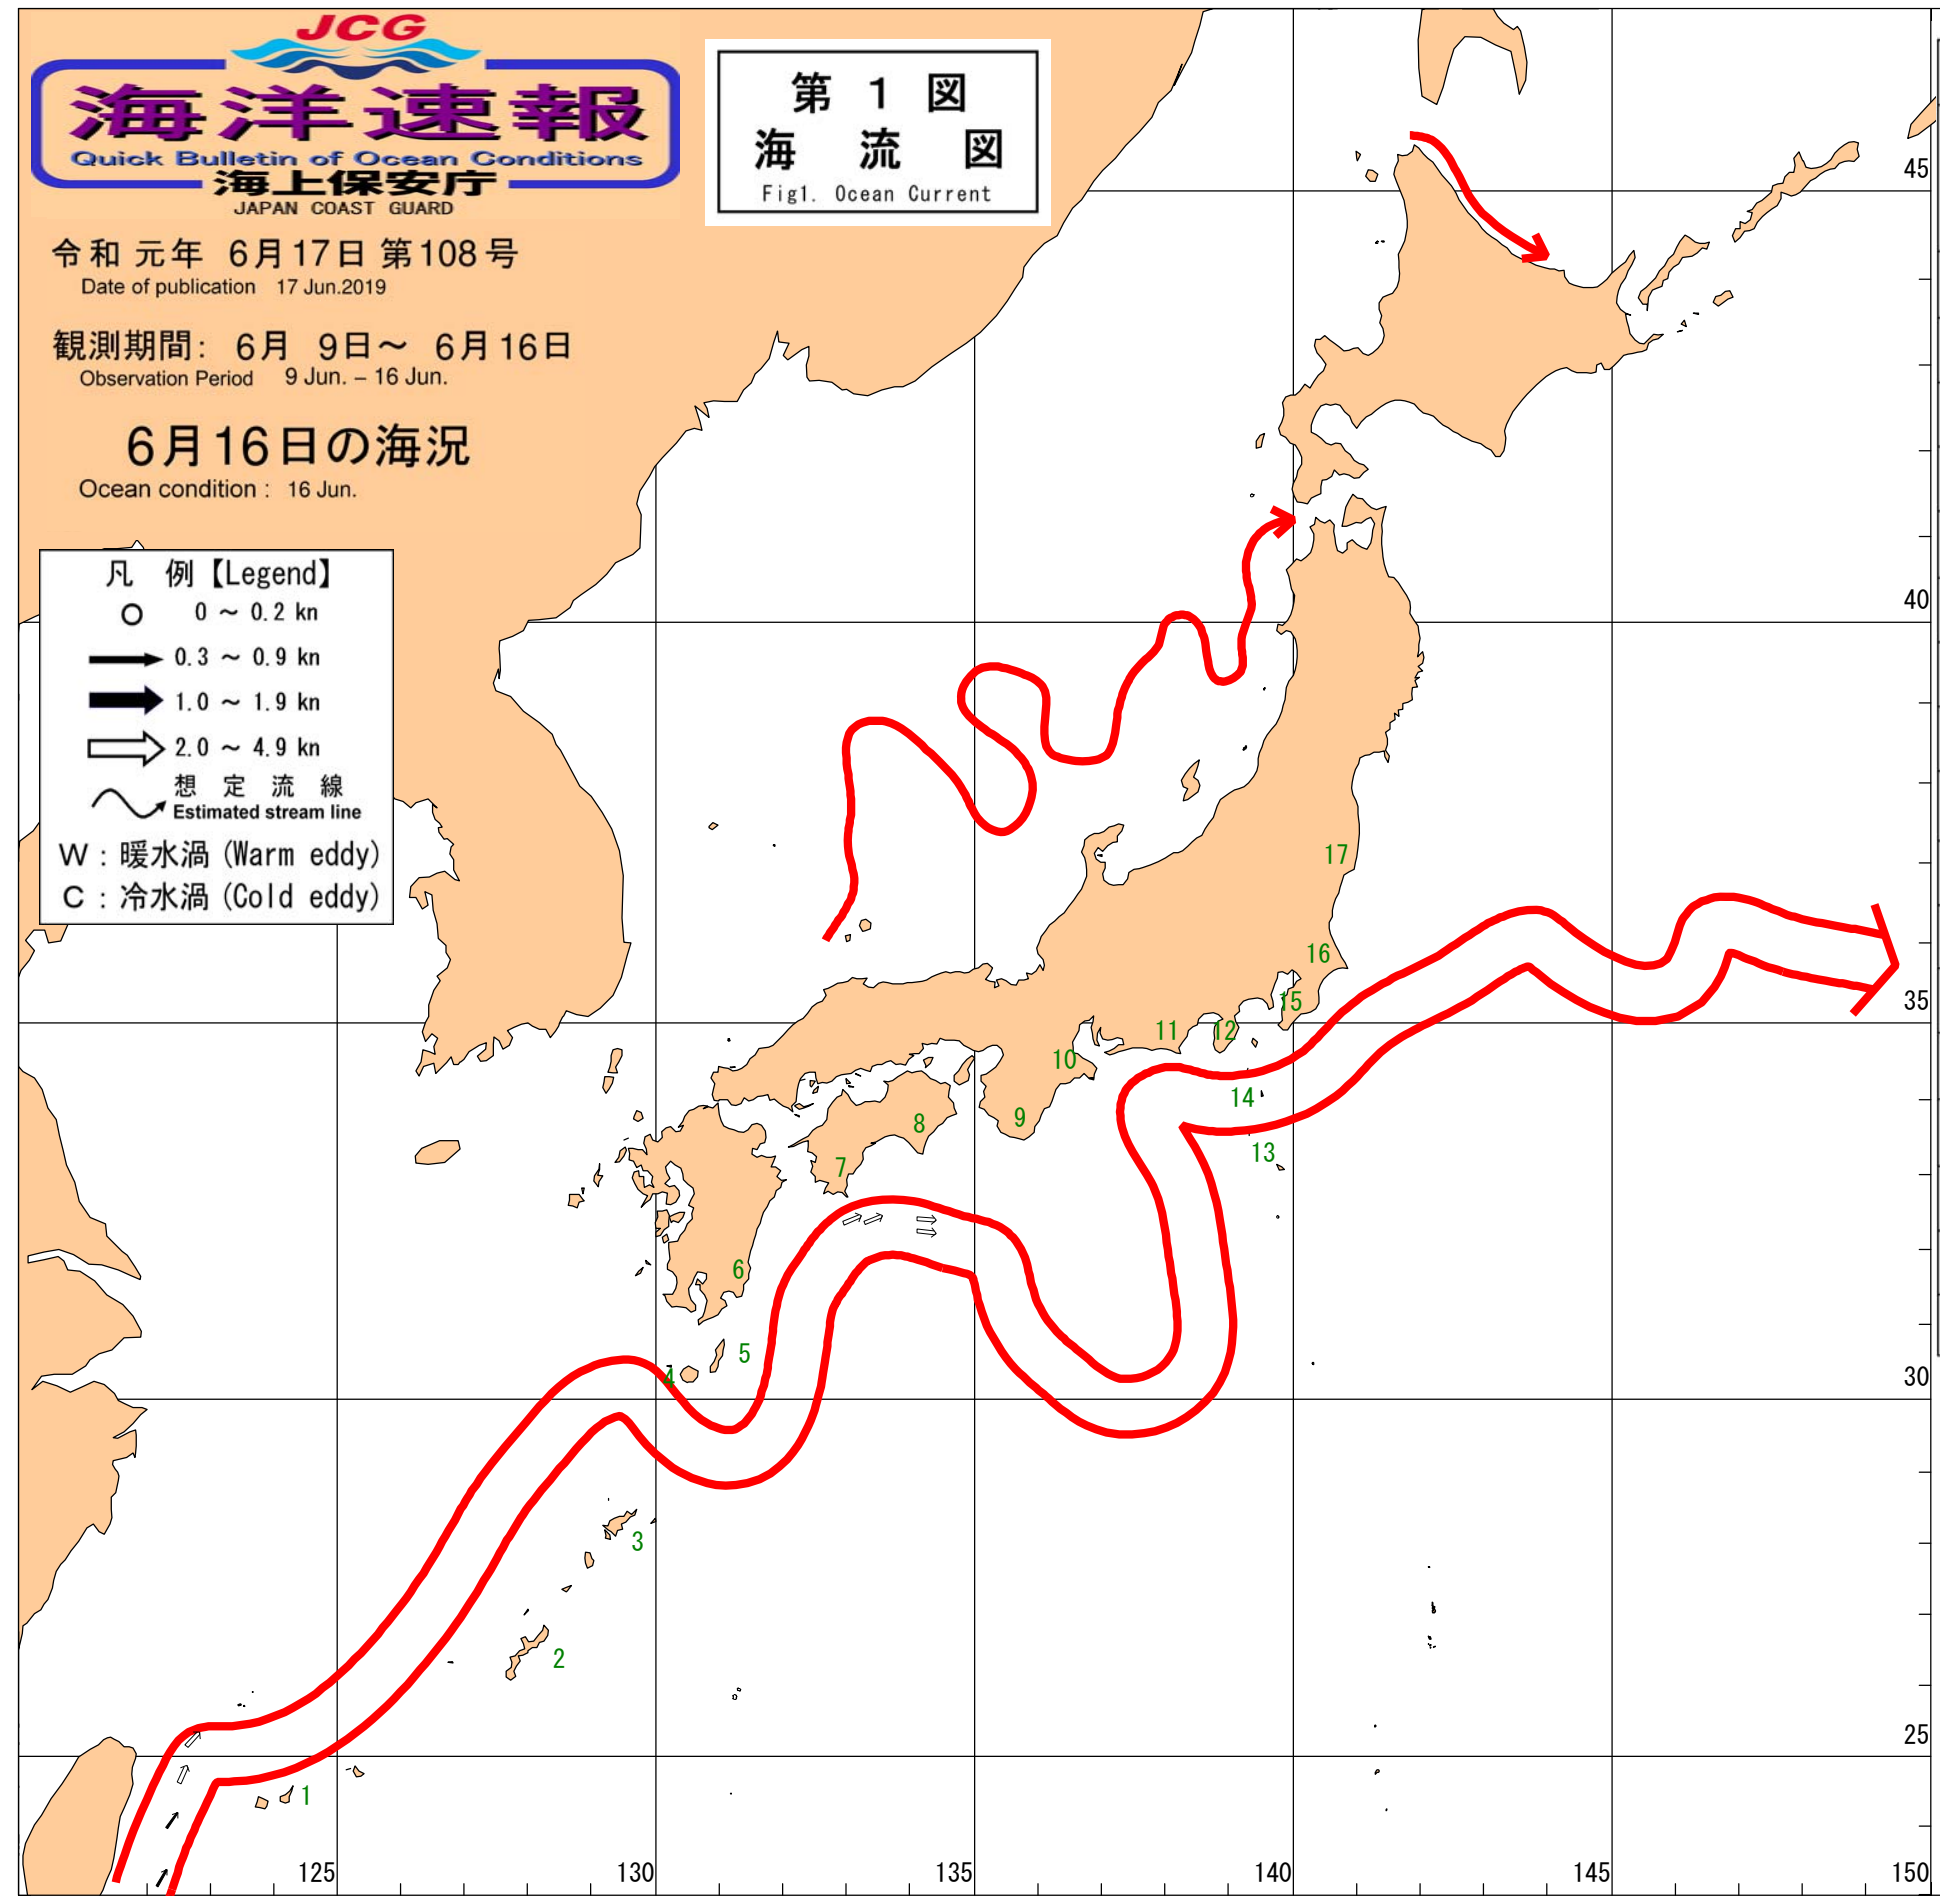 JCG
海洋速報
Quick Bulletin of Ocean Conditions
海上保安庁
JAPAN COAST GUARD
第 1 図
海 流 図
Fig1. Ocean Current
令和 元年 6月17日 第108号
Date of publication 17 Jun.2019
観測期間: 6月 9日～ 6月16日
Observation Period 9 Jun. – 16 Jun.
6月16日の海況
Ocean condition : 16 Jun.
凡 例【Legend】
0 ～ 0.2 kn
0.3 ～ 0.9 kn
1.0 ～ 1.9 kn
2.0 ～ 4.9 kn
想 定 流 線
Estimated stream line
W : 暖水渦 (Warm eddy)
C : 冷水渦 (Cold eddy)
45
40
17
16
35
15
12
11
10
14
9
8
13
7
6
5
4
30
3
2
25
1
125
130
135
140
145
150